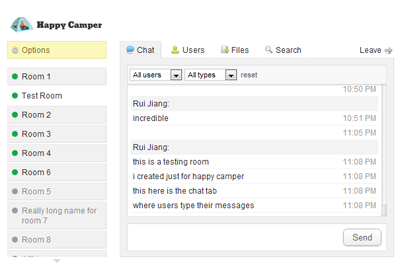 Happy Camper
Options
Room 1
Test Room
Room 2
Room 3
Room 4
Room 6
Room 5
Really long name for
room 7
Room 8
Chat
Users
Files
Search
Leave
All users
All types
reset
10:50 PM
Rui Jiang:
incredible 10:51 PM
11:05 PM
Rui Jiang:
this is a testing room 11:08 PM
i created just for happy camper 11:08 PM
this here is the chat tab 11:08 PM
where users type their messages 11:08 PM
Send